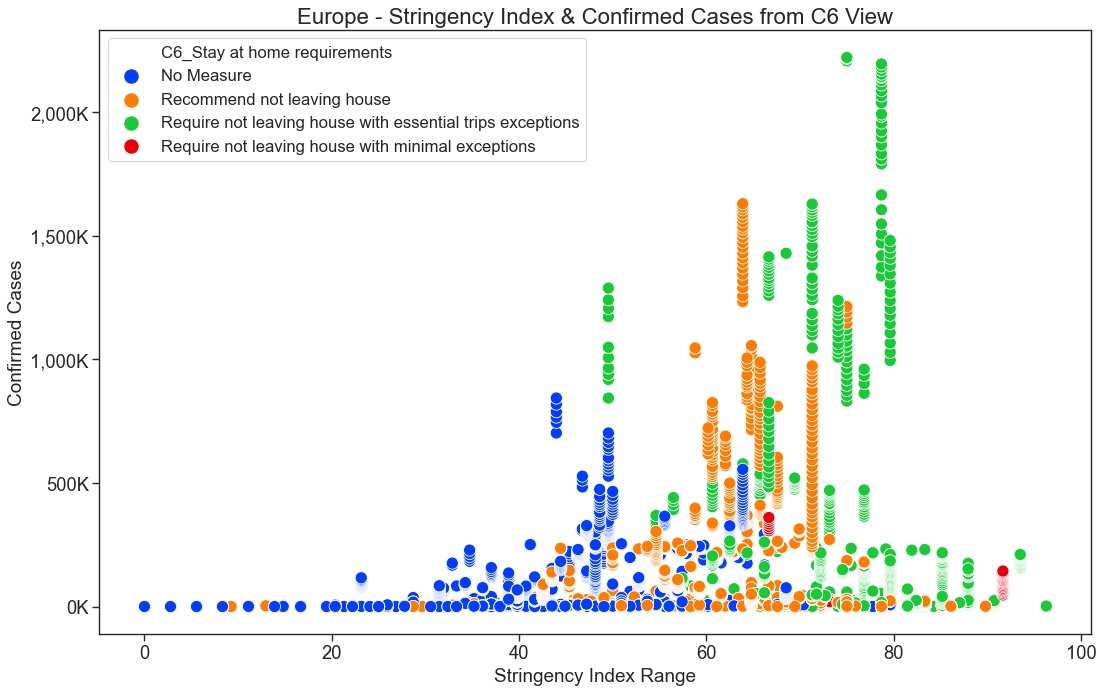 Europe - Stringency Index & Confirmed Cases from C6 View
C6_Stay at home requirements
No Measure
Recommend not leaving house
Require not leaving house with essential trips exceptions
Require not leaving house with minimal exceptions
2,000K
1,500K
1,000K
500K
0K
Confirmed Cases
0 20 40 60 80 100
Stringency Index Range